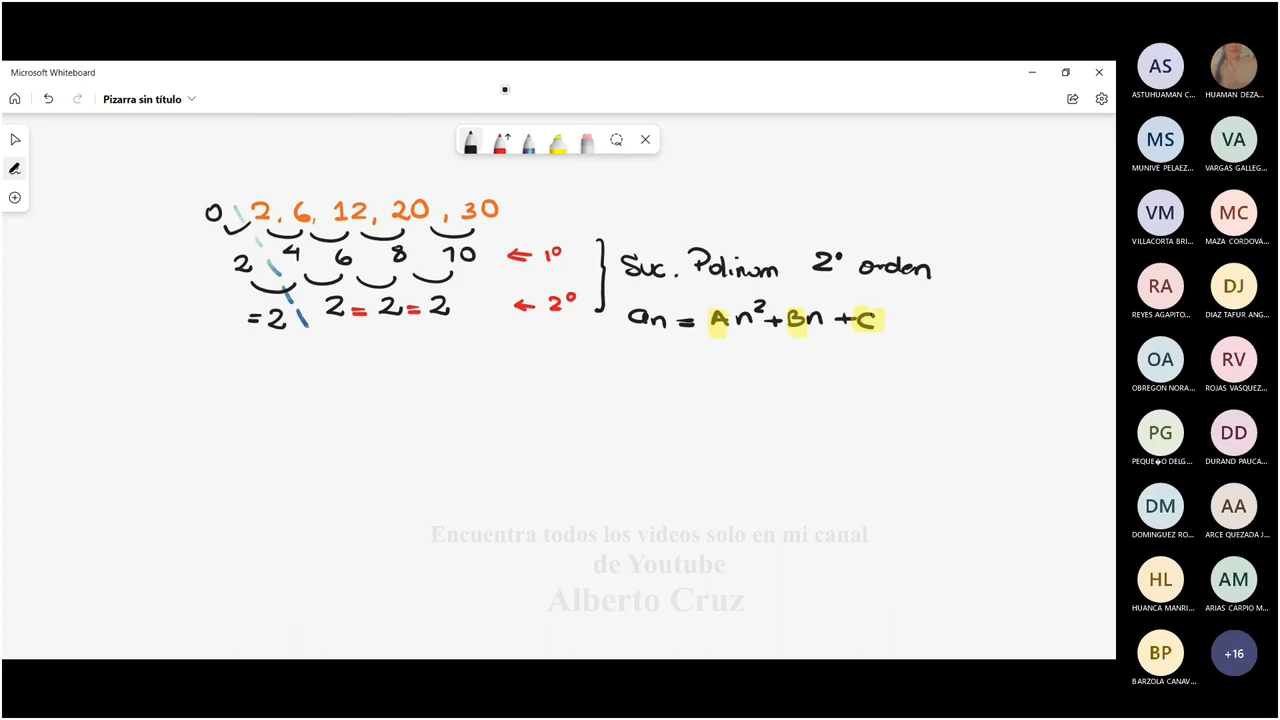 Microsoft Whiteboard
Pizarra sin título
0 2, 6, 12, 20, 30
2 4 6 8 10 ← 1°
= 2 2 = 2 = 2 ← 2°
} Suc. Polinom 2° orden
an = An² + Bn + C
Encuentra todos los videos solo en mi canal
de Youtube
Alberto Cruz
AS VA
ASTUHUAMAN C... HUAMAN DEZA...
MS VA
MUNIVE PELAEZ... VARGAS GALLEG...
VM MC
VILLACORTA BRI... MAZA CORDOVA...
RA DJ
REYES AGAPITO... DIAZ TAFUR ANG...
OA RV
OBREGON NORA... ROJAS VASQUEZ...
PG DD
PEQUE�O DELG... DURAND PAUCA...
DM AA
DOMINGUEZ RO... ARCE QUEZADA J...
HL AM
HUANCA MANRI... ARIAS CARPIO M...
BP +16
BARZOLA CANAV...